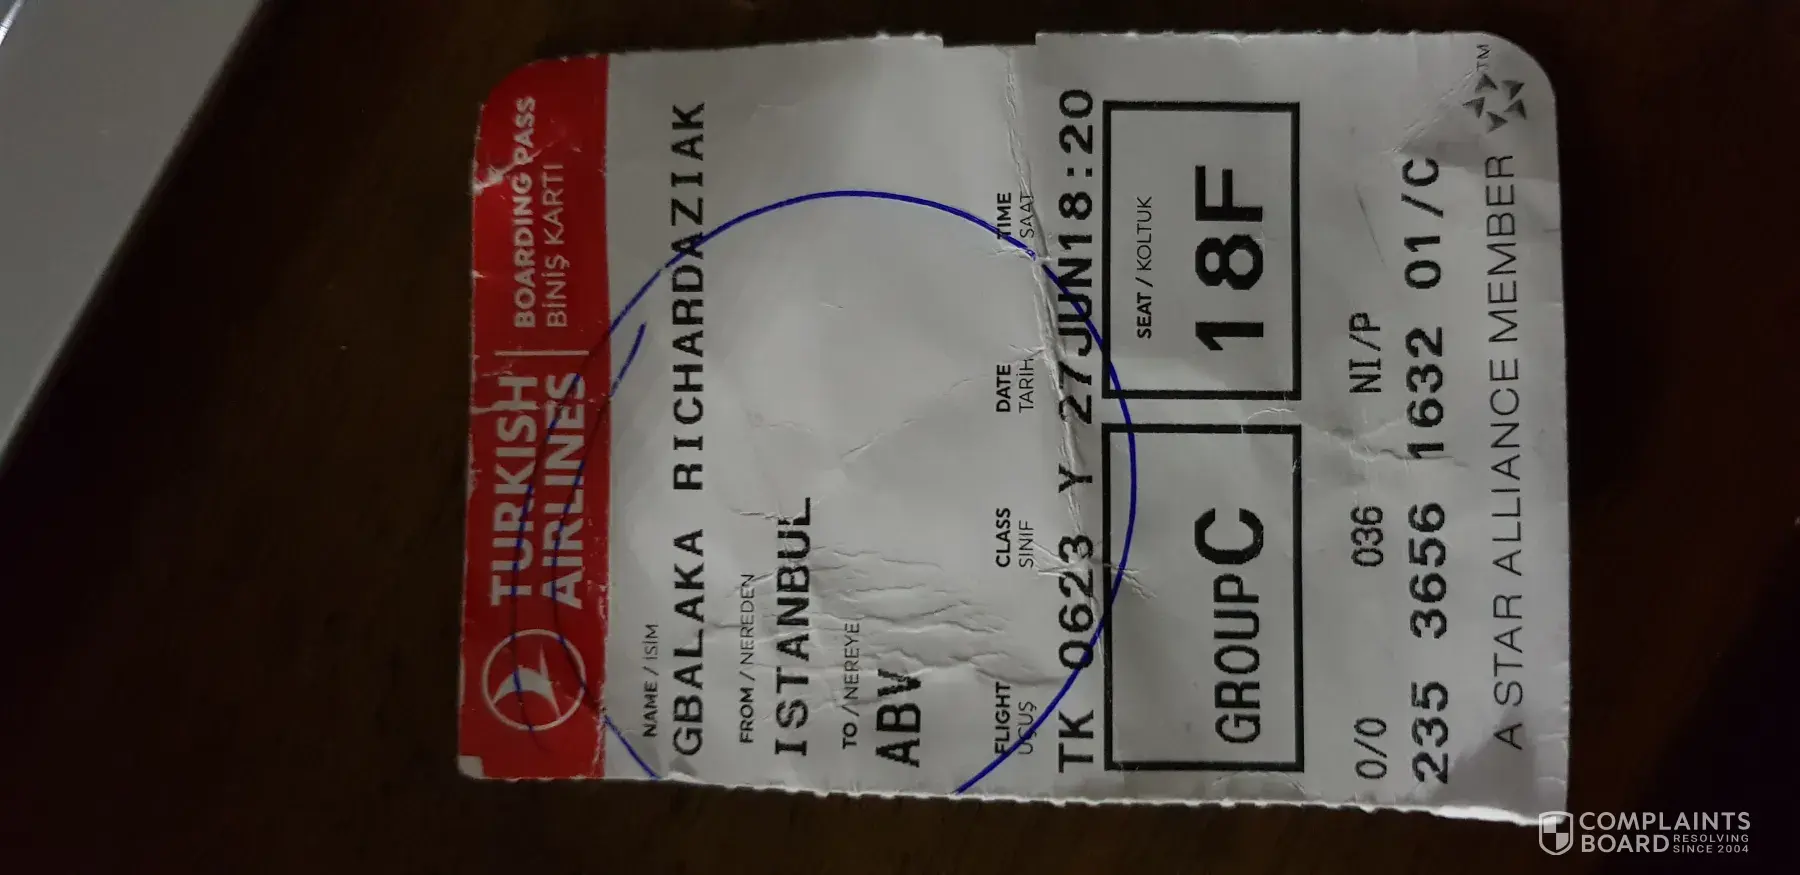 TURKISH AIRLINES
BOARDING PASS
BİNİŞ KARTI
NAME / İSİM
GBALAKA RICHARDAZIAK
FROM / NEREDEN
ISTANBUL
TO / NEREYE
ABV
FLIGHT UÇUŞ CLASS SINIF DATE TARİH TIME SAAT
TK 0623 Y 27JUN18:20
GROUPC
SEAT / KOLTUK
18F
0/0 036 NI/P
235 3656 1632 01/C
A STAR ALLIANCE MEMBER ™
COMPLAINTS
BOARD RESOLVING SINCE 2004